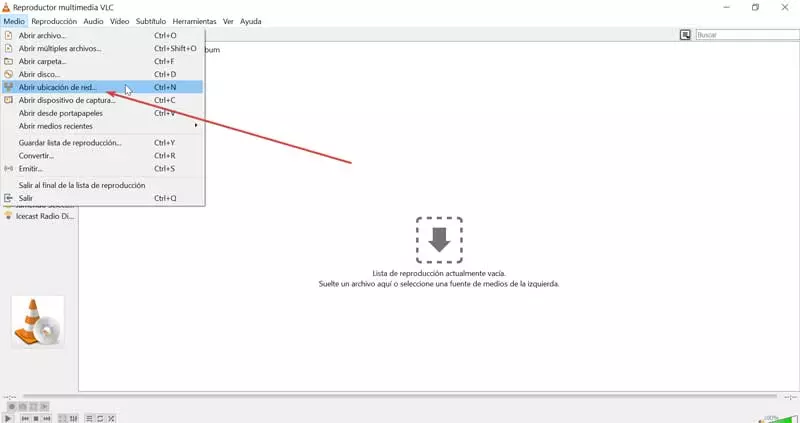 Reproductor multimedia VLC
Medio Reproducción Audio Vídeo Subtítulo Herramientas Ver Ayuda
Abrir archivo... Ctrl+O
Abrir múltiples archivos... Ctrl+Shift+O
Abrir carpeta... Ctrl+F
Abrir disco... Ctrl+D
Abrir ubicación de red... Ctrl+N
Abrir dispositivo de captura... Ctrl+C
Abrir desde portapapeles Ctrl+V
Abrir medios recientes
Guardar lista de reproducción... Ctrl+Y
Convertir... Ctrl+R
Emitir... Ctrl+S
Salir al final de la lista de reproducción
Salir Ctrl+Q
Buscar
Icecast Radio Di...
Lista de reproducción actualmente vacía.
Suelte un archivo aquí o seleccione una fuente de medios de la izquierda.
--:--
--:--
100%